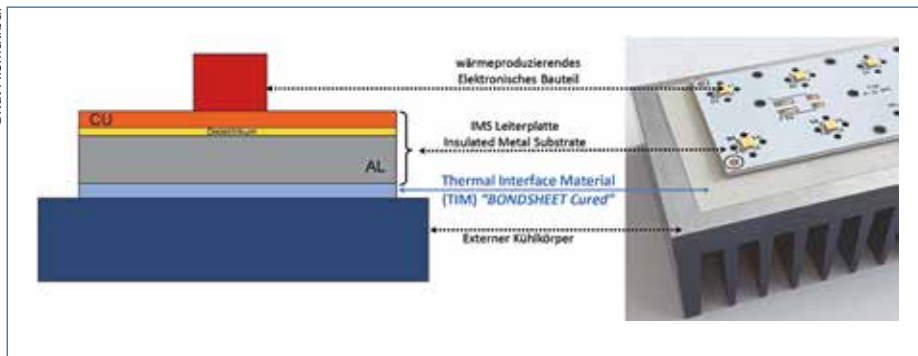 wärmeproduzierendes
Elektronisches Bauteil
CU
Dielektrikum
IMS Leiterplatte
Insulated Metal Substrate
AL
Thermal Interface Material
(TIM) "BONDSHEET Cured"
Externer Kühlkörper